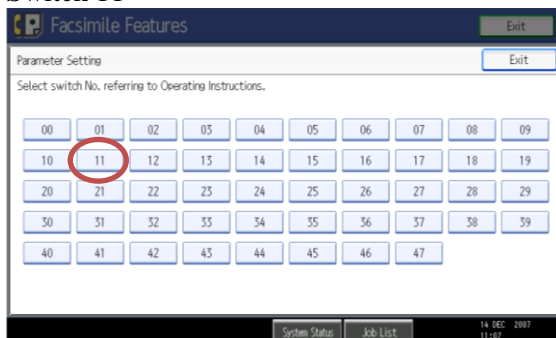 Switch 11
Facsimile Features
Exit
Parameter Setting
Exit
Select switch No. referring to Operating Instructions.
00 01 02 03 04 05 06 07 08 09
10 11 12 13 14 15 16 17 18 19
20 21 22 23 24 25 26 27 28 29
30 31 32 33 34 35 36 37 38 39
40 41 42 43 44 45 46 47
System Status Job List 14 DEC 2007
11:07